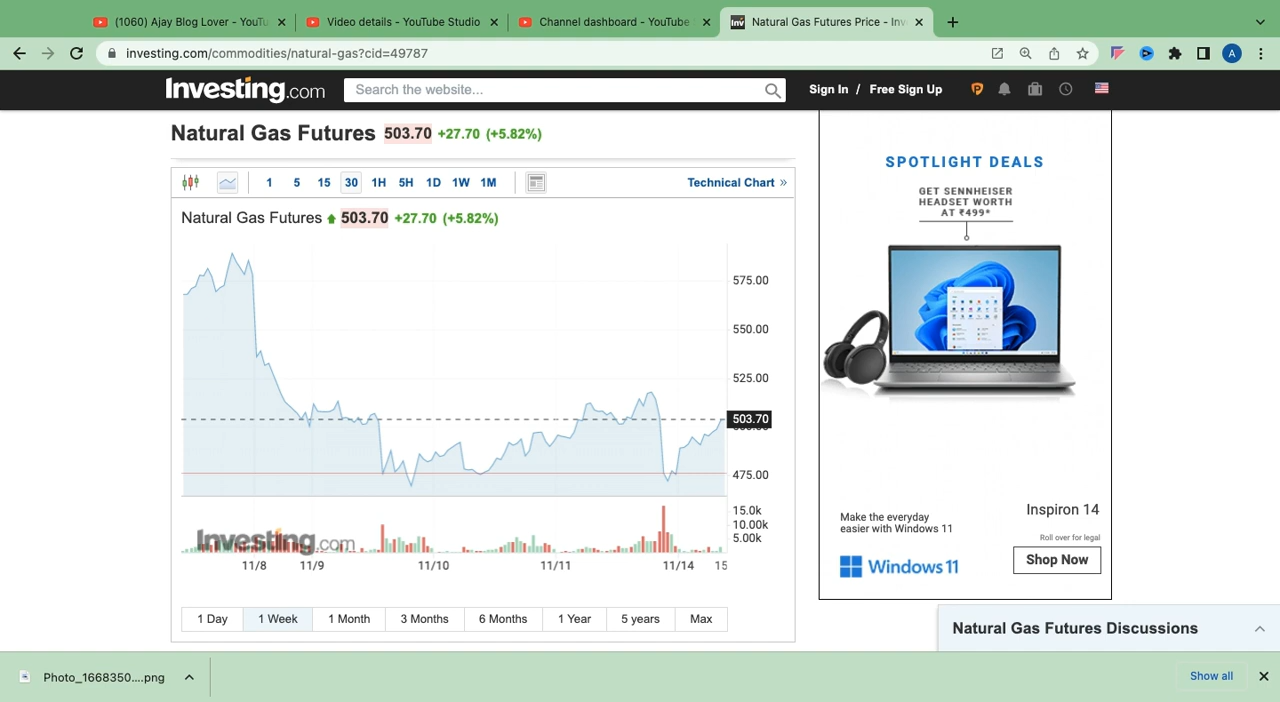 (1060) Ajay Blog Lover - YouTu
Video details - YouTube Studio
Channel dashboard - YouTube
Natural Gas Futures Price - Inve
investing.com/commodities/natural-gas?cid=49787
A
Investing.com
Search the website...
Sign In / Free Sign Up
Natural Gas Futures 503.70 +27.70 (+5.82%)
1 5 15 30 1H 5H 1D 1W 1M
Technical Chart »
Natural Gas Futures 503.70 +27.70 (+5.82%)
575.00
550.00
525.00
503.70
475.00
15.0k
10.00k
5.00k
Investing.com
11/8 11/9 11/10 11/11 11/14 15
1 Day 1 Week 1 Month 3 Months 6 Months 1 Year 5 years Max
SPOTLIGHT DEALS
GET SENNHEISER
HEADSET WORTH
AT ₹499*
Inspiron 14
Make the everyday
easier with Windows 11
Roll over for legal
Windows 11
Shop Now
Natural Gas Futures Discussions
Photo_1668350....png
Show all